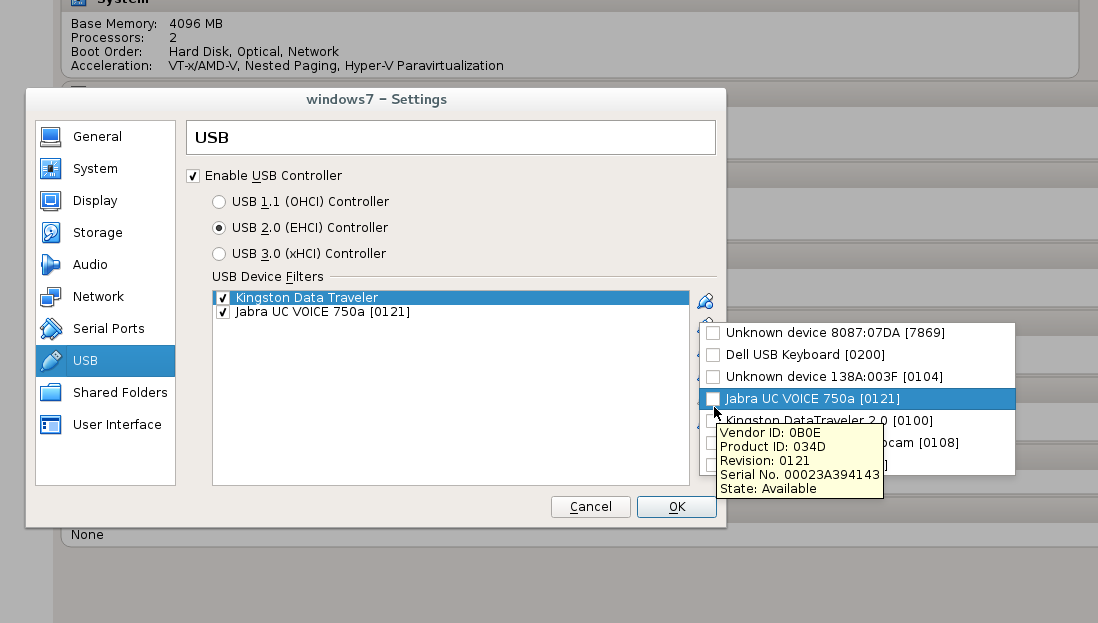 System
Base Memory: 4096 MB
Processors: 2
Boot Order: Hard Disk, Optical, Network
Acceleration: VT-x/AMD-V, Nested Paging, Hyper-V Paravirtualization
windows7 – Settings
General
System
Display
Storage
Audio
Network
Serial Ports
USB
Shared Folders
User Interface
USB
Enable USB Controller
USB 1.1 (OHCI) Controller
USB 2.0 (EHCI) Controller
USB 3.0 (xHCI) Controller
USB Device Filters
Kingston Data Traveler
Jabra UC VOICE 750a [0121]
Unknown device 8087:07DA [7869]
Dell USB Keyboard [0200]
Unknown device 138A:003F [0104]
Jabra UC VOICE 750a [0121]
Kingston DataTraveler 2.0 [0100]
[0108]
Vendor ID: 0B0E
Product ID: 034D
Revision: 0121
Serial No. 00023A394143
State: Available
Cancel
OK
None